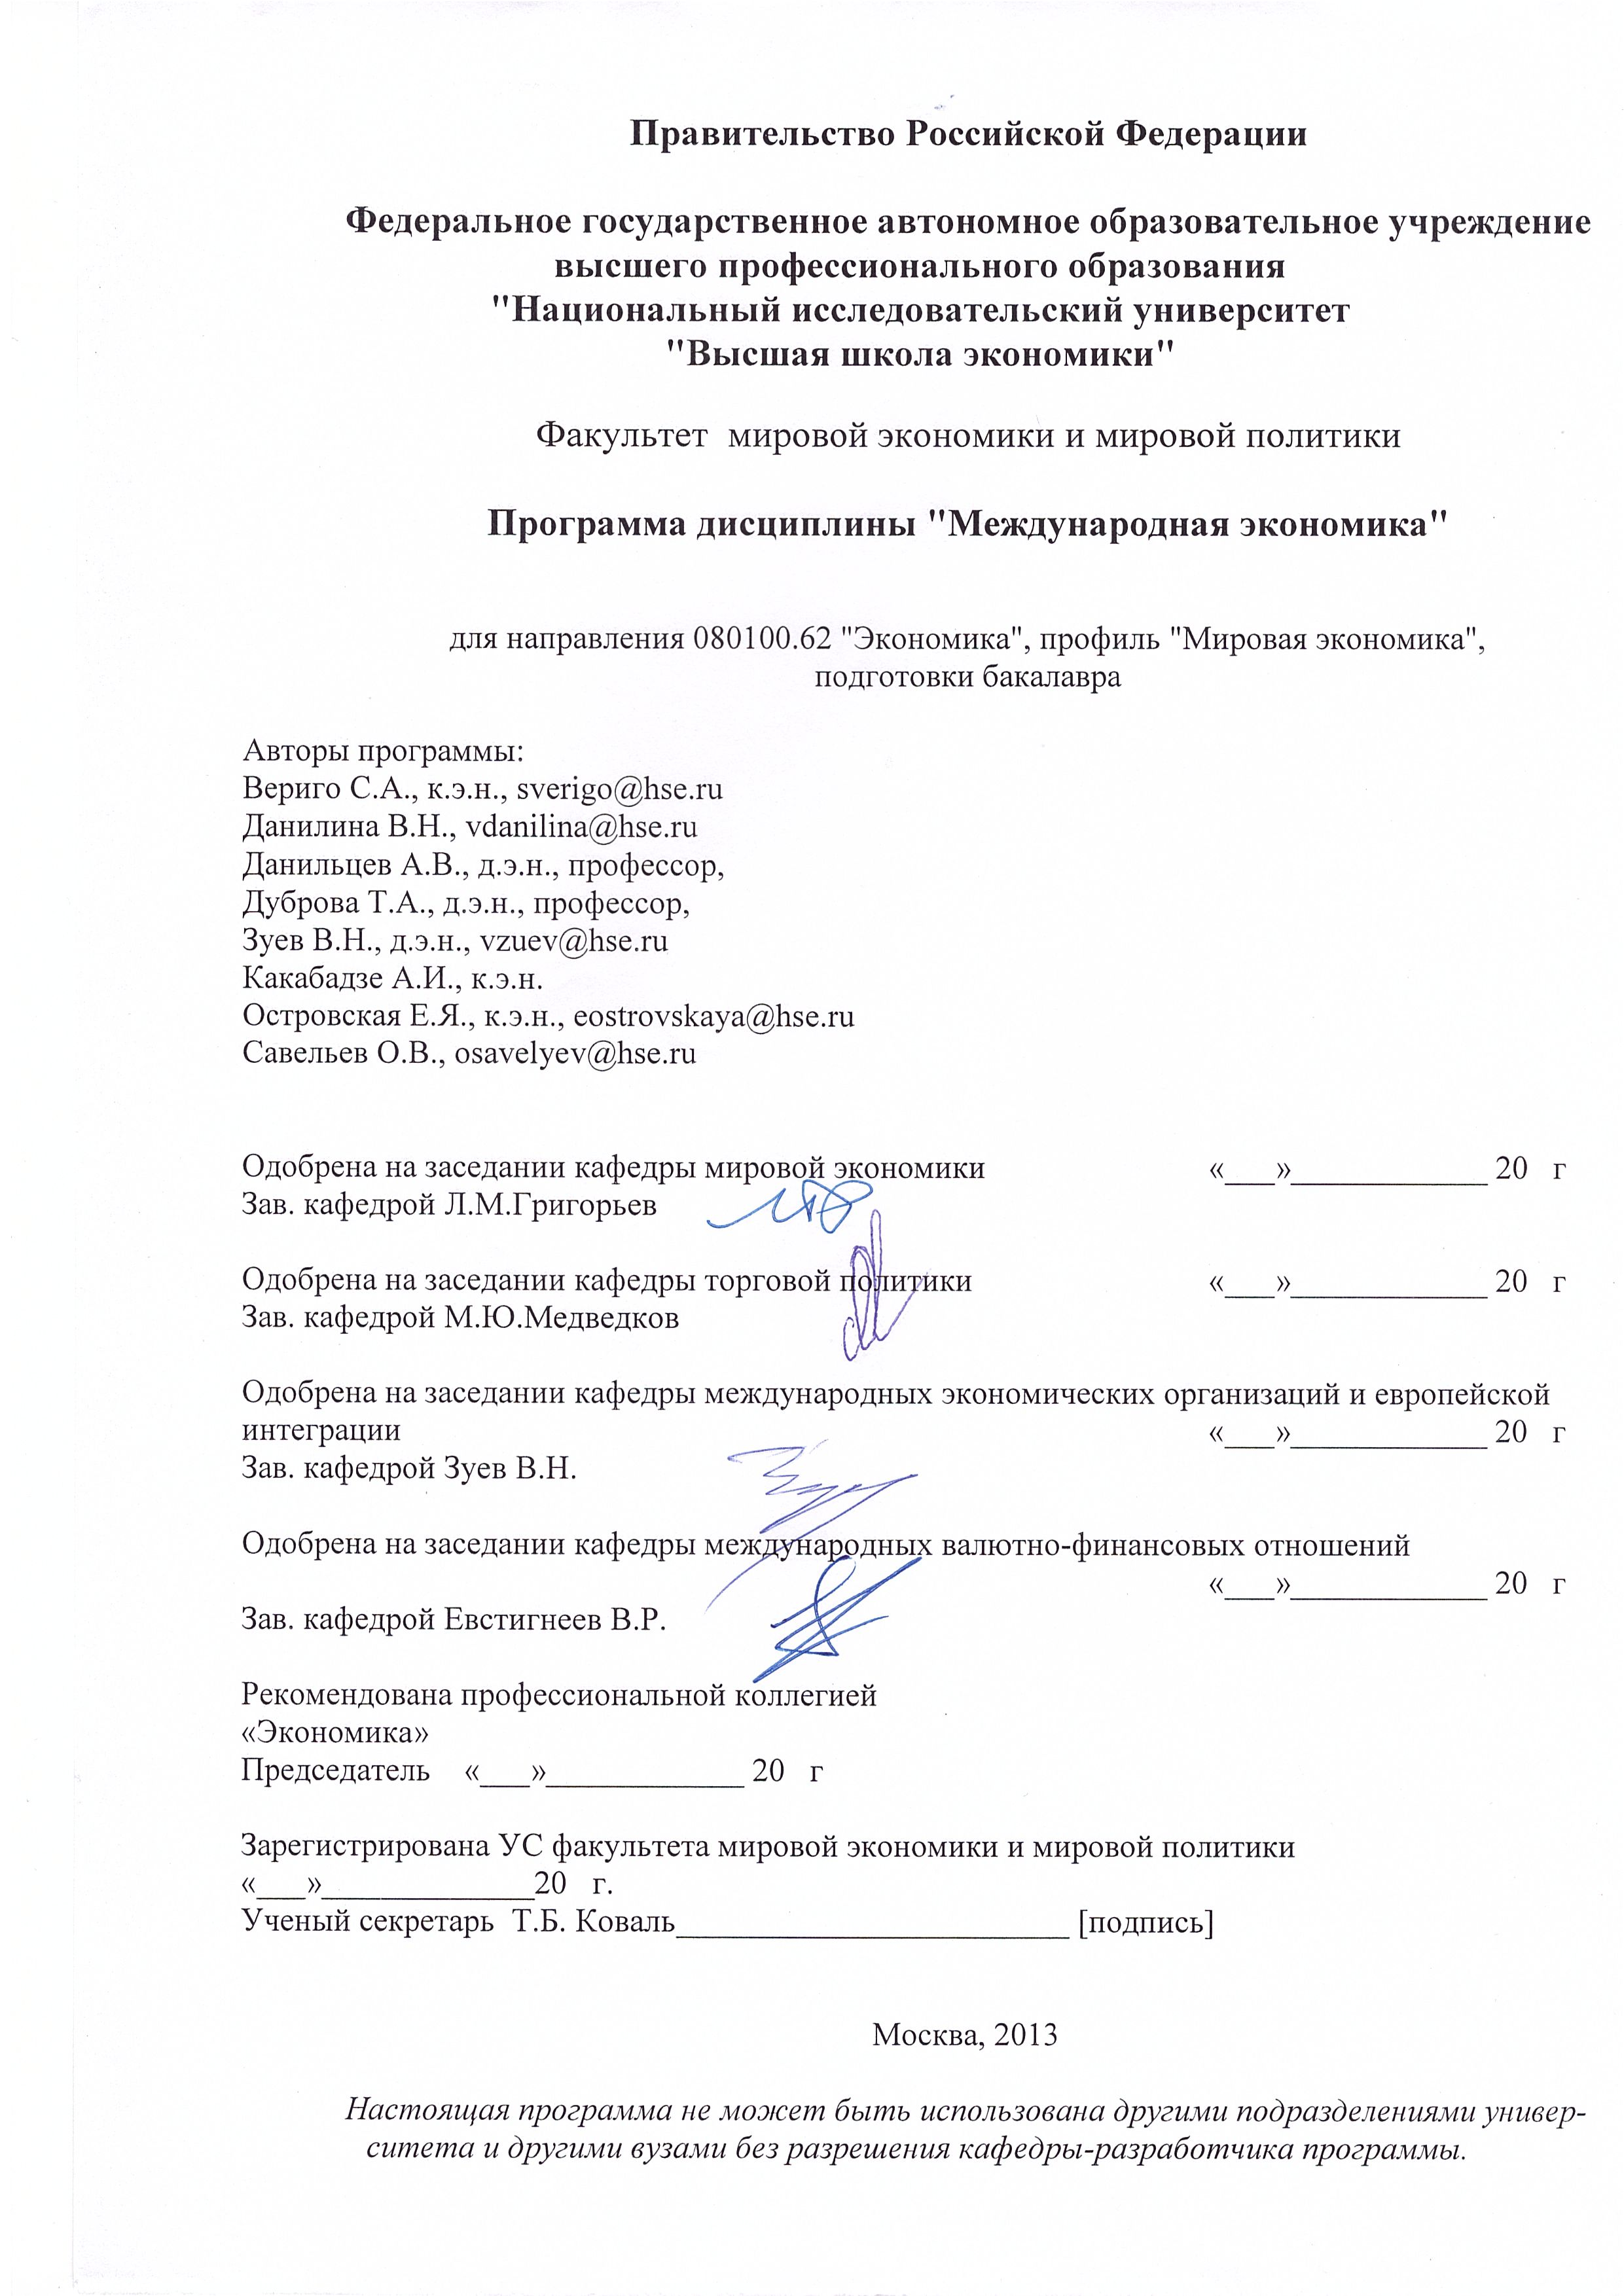 Правительство Российской Федерации
Федеральное государственное автономное образовательное учреждение
высшего профессионального образования
"Национальный исследовательский университет
"Высшая школа экономики"
Факультет  мировой экономики и мировой политики
Программа дисциплины "Международная экономика"
для направления 080100.62 "Экономика", профиль "Мировая экономика",
подготовки бакалавра
Авторы программы:
Вериго С.А., к.э.н., sverigo@hse.ru
Данилина В.Н., vdanilina@hse.ru
Данильцев А.В., д.э.н., профессор,
Дуброва Т.А., д.э.н., профессор,
Зуев В.Н., д.э.н., vzuev@hse.ru
Какабадзе А.И., к.э.н.
Островская Е.Я., к.э.н., eostrovskaya@hse.ru
Савельев О.В., osavelyev@hse.ru
Одобрена на заседании кафедры мировой экономики «___»____________ 20   г
Зав. кафедрой Л.М.Григорьев
Одобрена на заседании кафедры торговой политики «___»____________ 20   г
Зав. кафедрой М.Ю.Медведков
Одобрена на заседании кафедры международных экономических организаций и европейской
интеграции «___»____________ 20   г
Зав. кафедрой Зуев В.Н.
Одобрена на заседании кафедры международных валютно-финансовых отношений
«___»____________ 20   г
Зав. кафедрой Евстигнеев В.Р.
Рекомендована профессиональной коллегией
«Экономика»
Председатель «___»____________ 20   г
Зарегистрирована УС факультета мировой экономики и мировой политики
«___»_____________20   г.
Ученый секретарь  Т.Б. Коваль________________________ [подпись]
Москва, 2013
Настоящая программа не может быть использована другими подразделениями универ-
ситета и другими вузами без разрешения кафедры-разработчика программы.